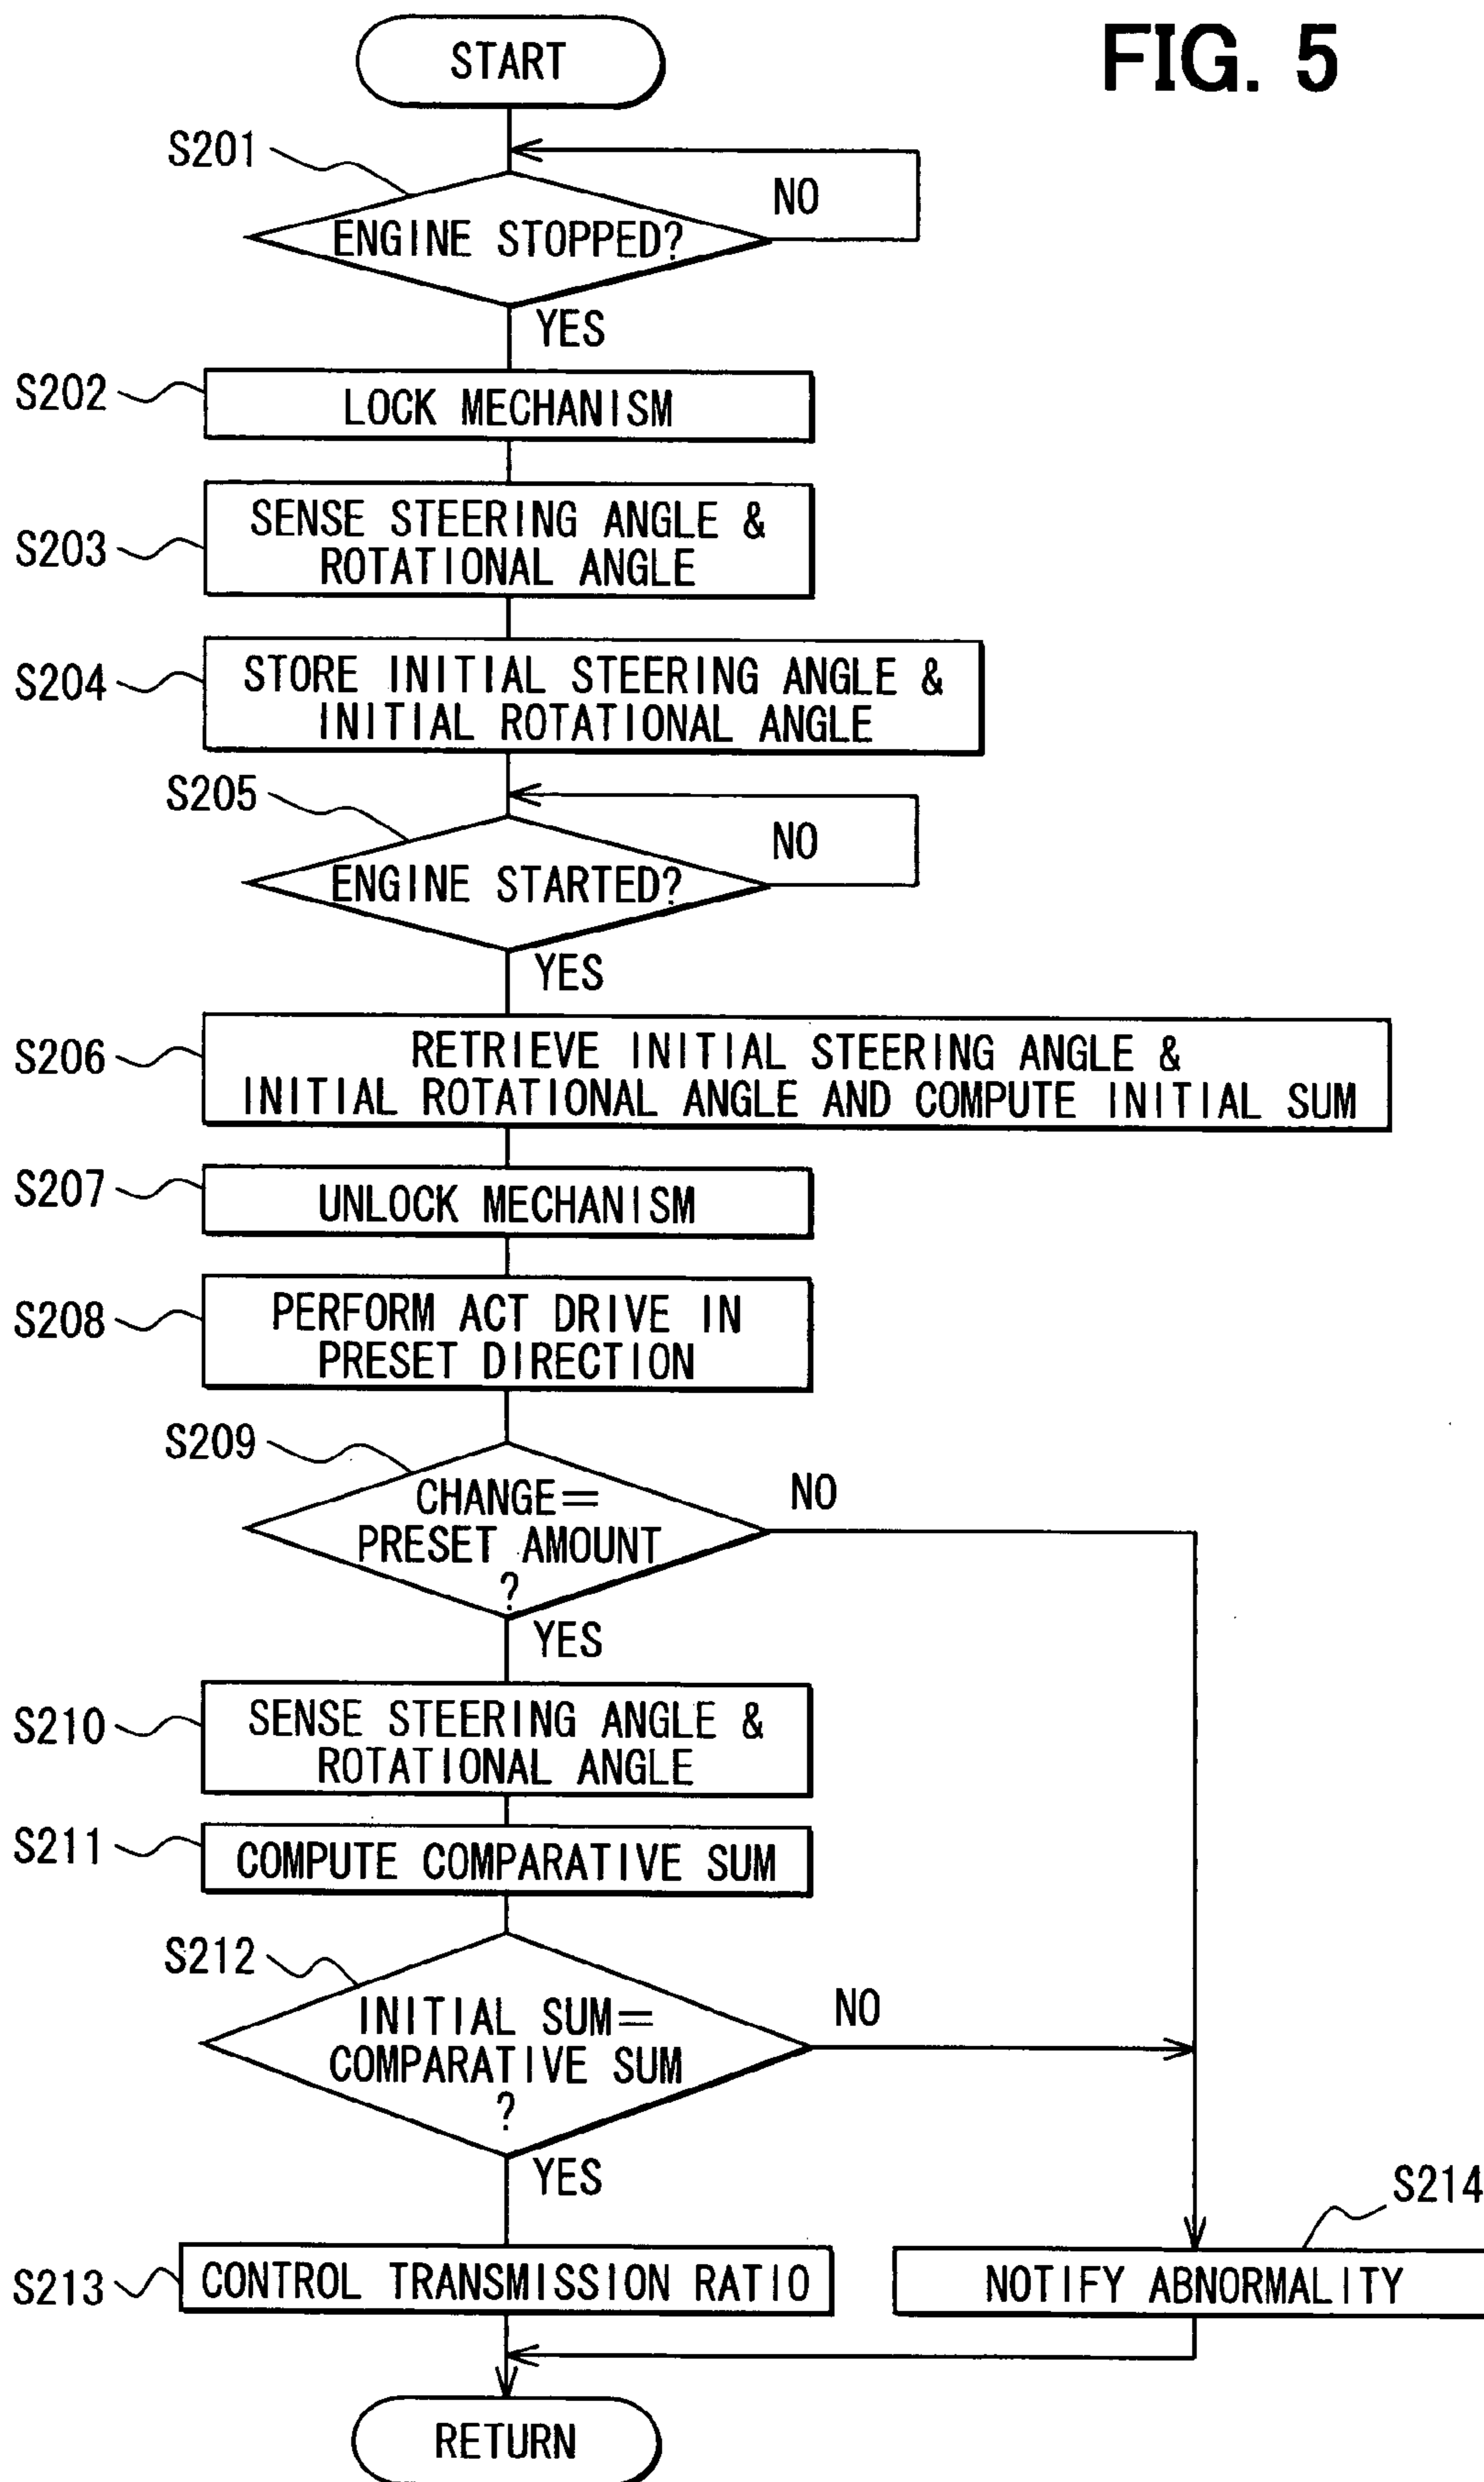 FIG. 5
START
S201
NO
ENGINE STOPPED?
YES
S202
LOCK MECHANISM
S203
SENSE STEERING ANGLE &
ROTATIONAL ANGLE
S204
STORE INITIAL STEERING ANGLE &
INITIAL ROTATIONAL ANGLE
S205
NO
ENGINE STARTED?
YES
S206
RETRIEVE INITIAL STEERING ANGLE &
INITIAL ROTATIONAL ANGLE AND COMPUTE INITIAL SUM
S207
UNLOCK MECHANISM
S208
PERFORM ACT DRIVE IN
PRESET DIRECTION
S209
NO
CHANGE=
PRESET AMOUNT
?
YES
S210
SENSE STEERING ANGLE &
ROTATIONAL ANGLE
S211
COMPUTE COMPARATIVE SUM
S212
NO
INITIAL SUM=
COMPARATIVE SUM
?
YES
S213
CONTROL TRANSMISSION RATIO
S214
NOTIFY ABNORMALITY
RETURN